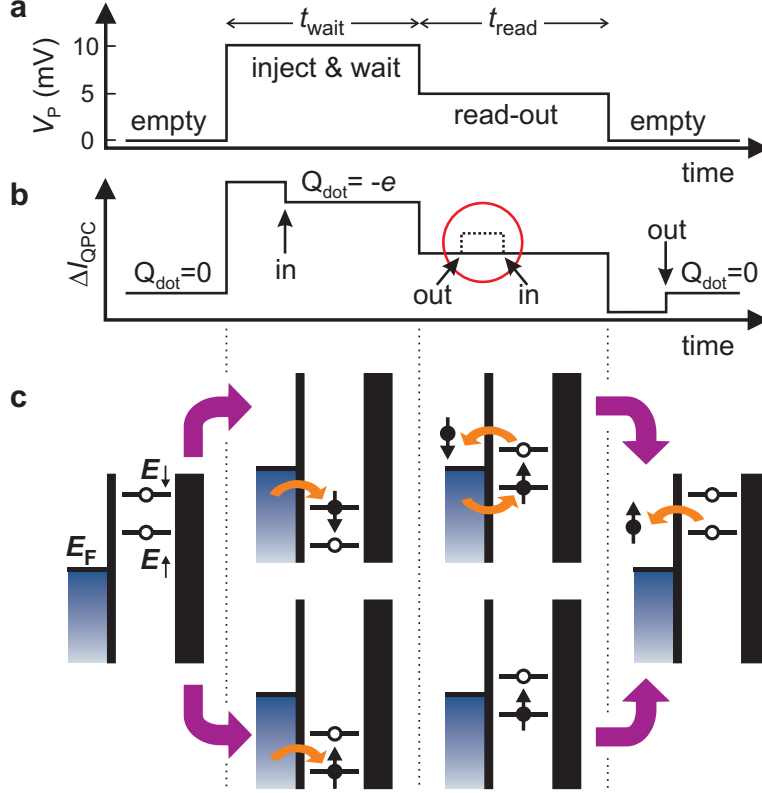 a
t_wait
t_read
V_P (mV)
10
5
0
empty
inject & wait
read-out
empty
time
b
ΔI_QPC
Q_dot=0
Q_dot= -e
in
out
in
out
Q_dot=0
time
c
E↓
E_F
E↑